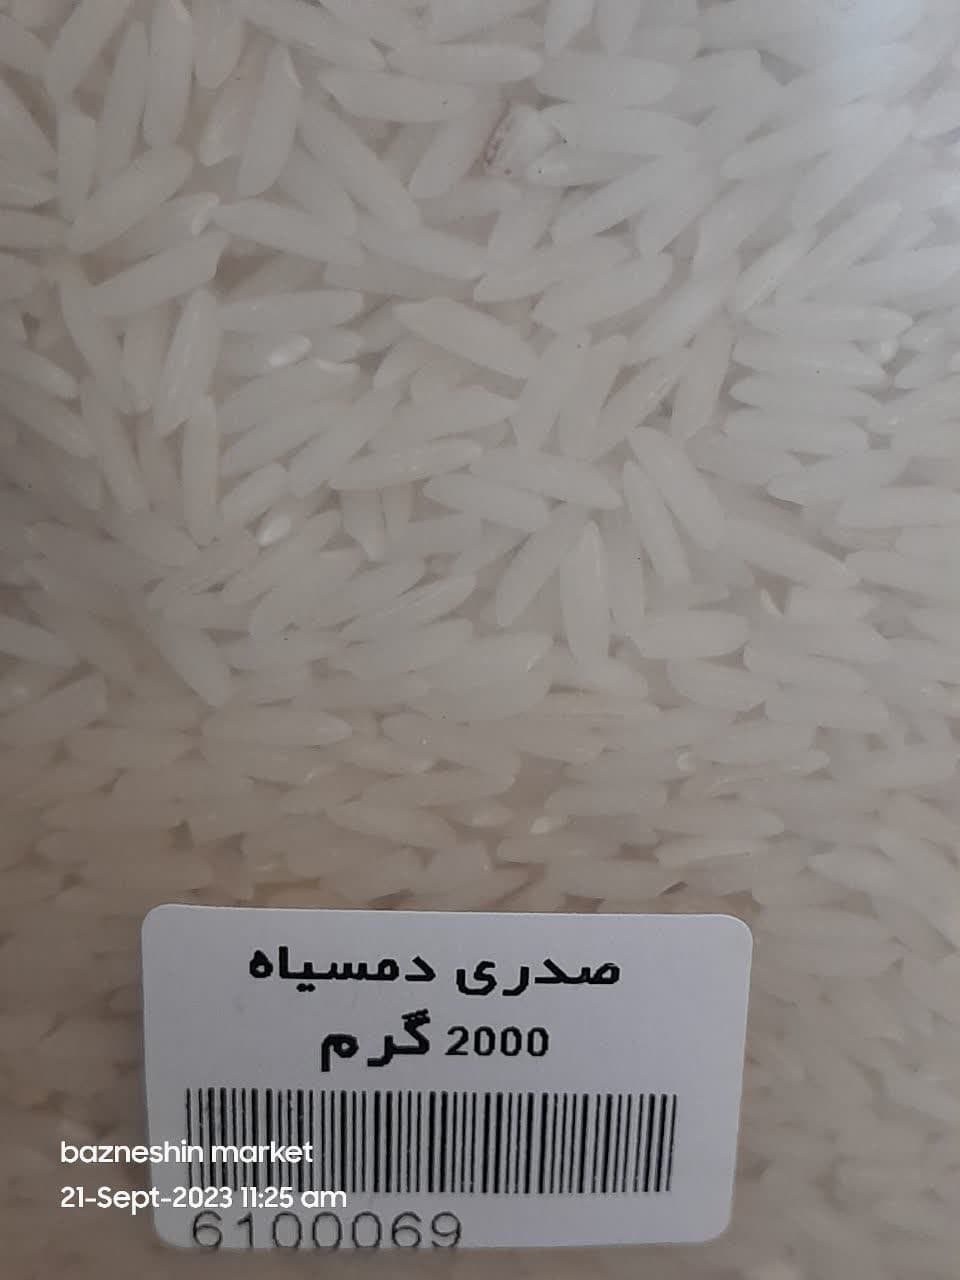 صدری دمسیاه
2000 گرم
bazneshin market
21-Sept-2023 11:25 am
6100069